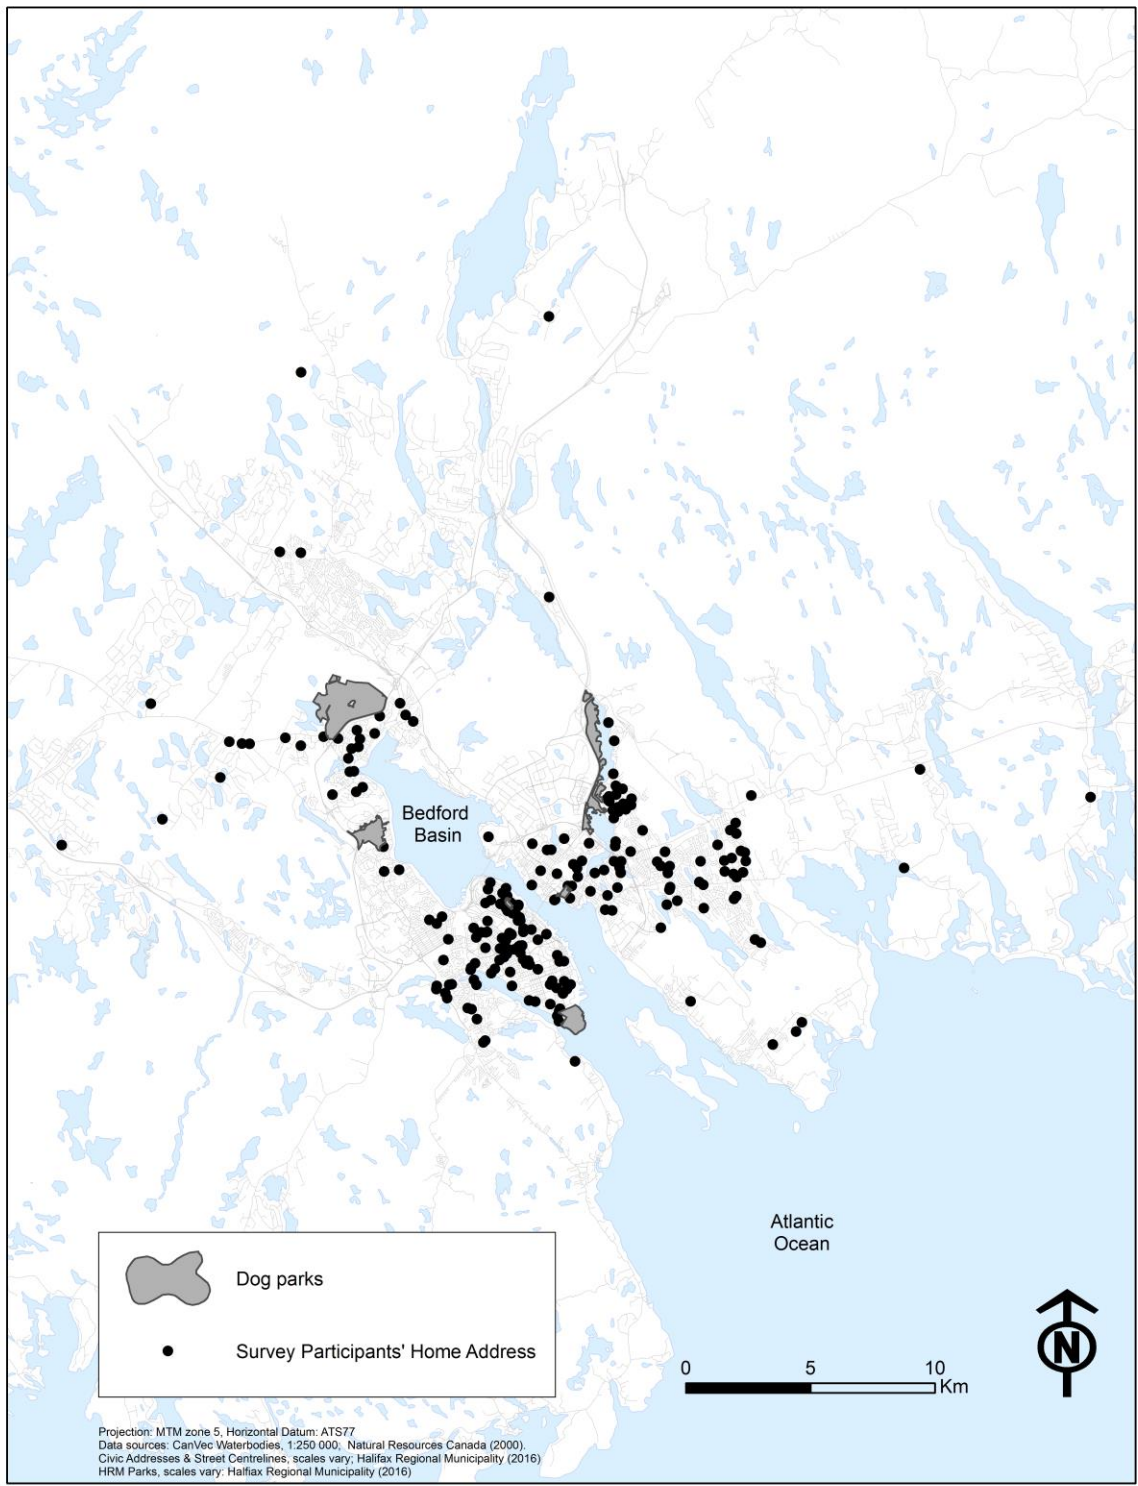 Bedford
Basin
Atlantic
Ocean
Dog parks
Survey Participants' Home Address
0 5 10
Km
N
Projection: MTM zone 5, Horizontal Datum: ATS77
Data sources: CanVec Waterbodies, 1:250 000; Natural Resources Canada (2000).
Civic Addresses & Street Centrelines, scales vary; Halifax Regional Municipality (2016)
HRM Parks, scales vary: Halfiax Regional Municipality (2016)